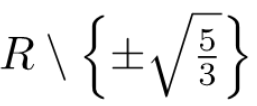 R \ {±√(5/3)}